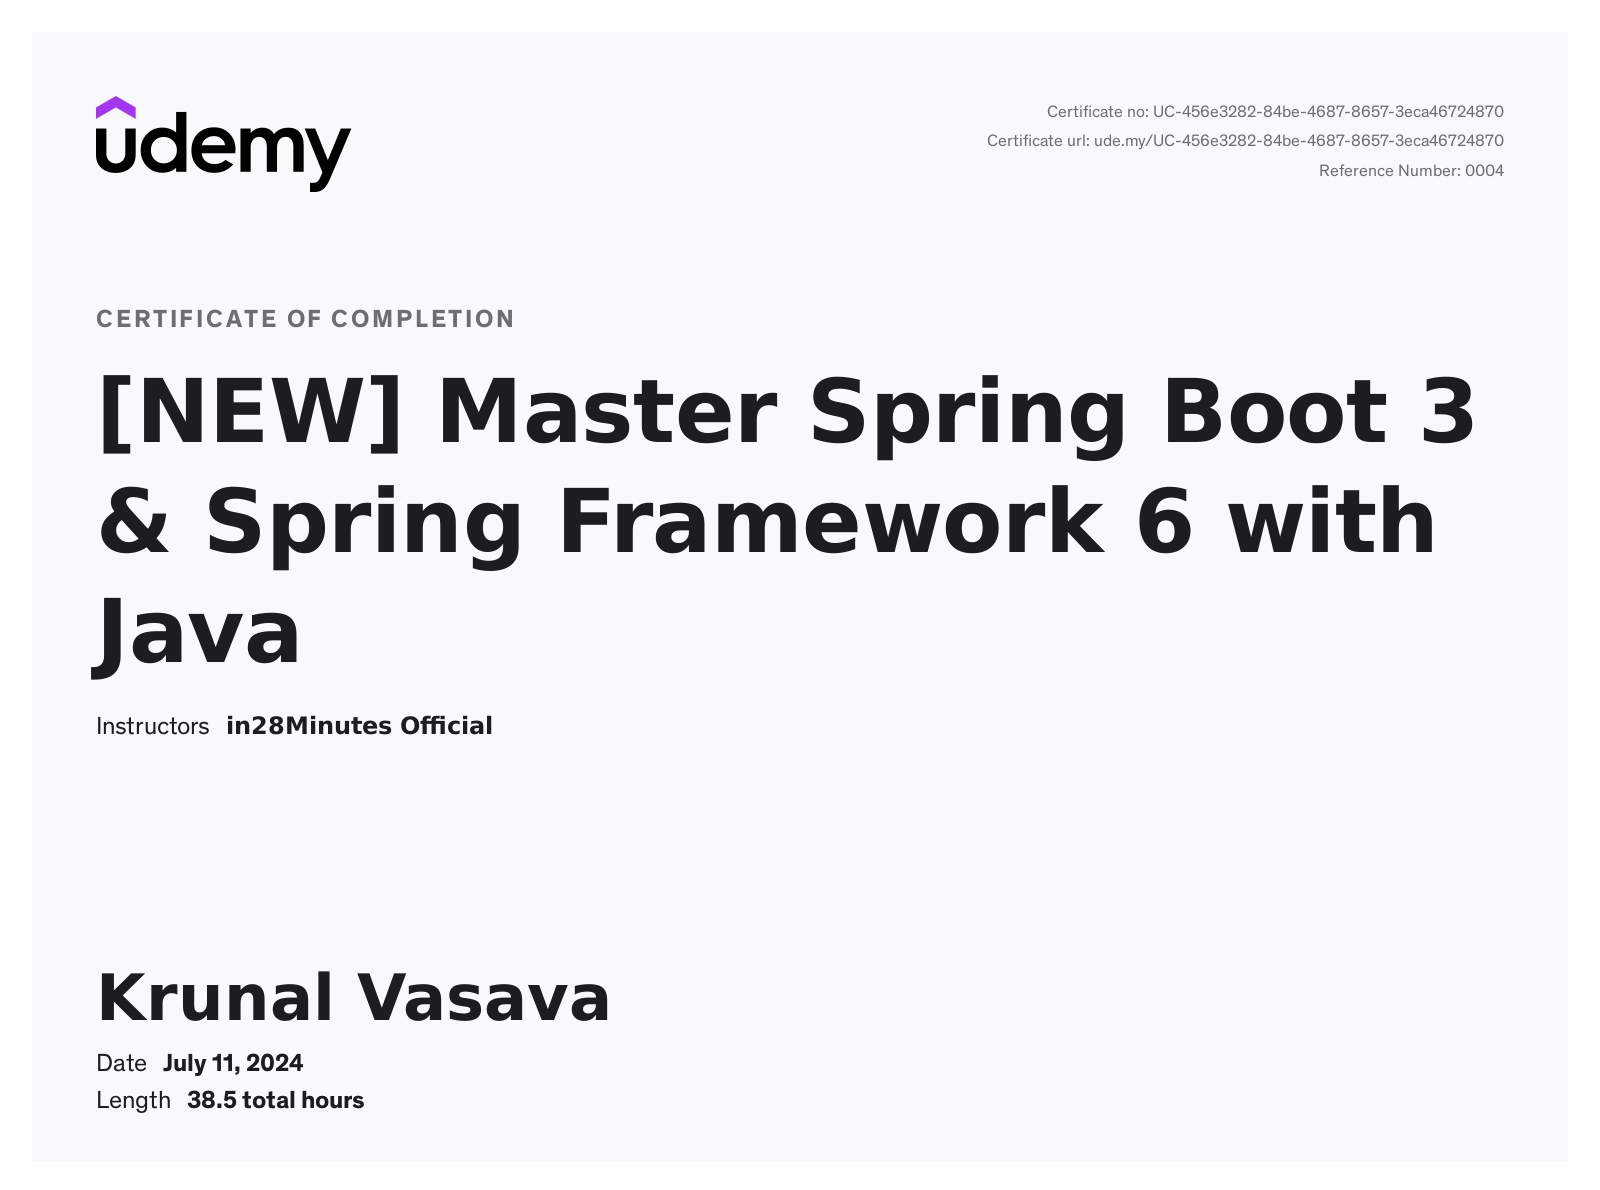 udemy
Certificate no: UC-456e3282-84be-4687-8657-3eca46724870
Certificate url: ude.my/UC-456e3282-84be-4687-8657-3eca46724870
Reference Number: 0004
CERTIFICATE OF COMPLETION
[NEW] Master Spring Boot 3
& Spring Framework 6 with
Java
Instructors in28Minutes Official
Krunal Vasava
Date July 11, 2024
Length 38.5 total hours